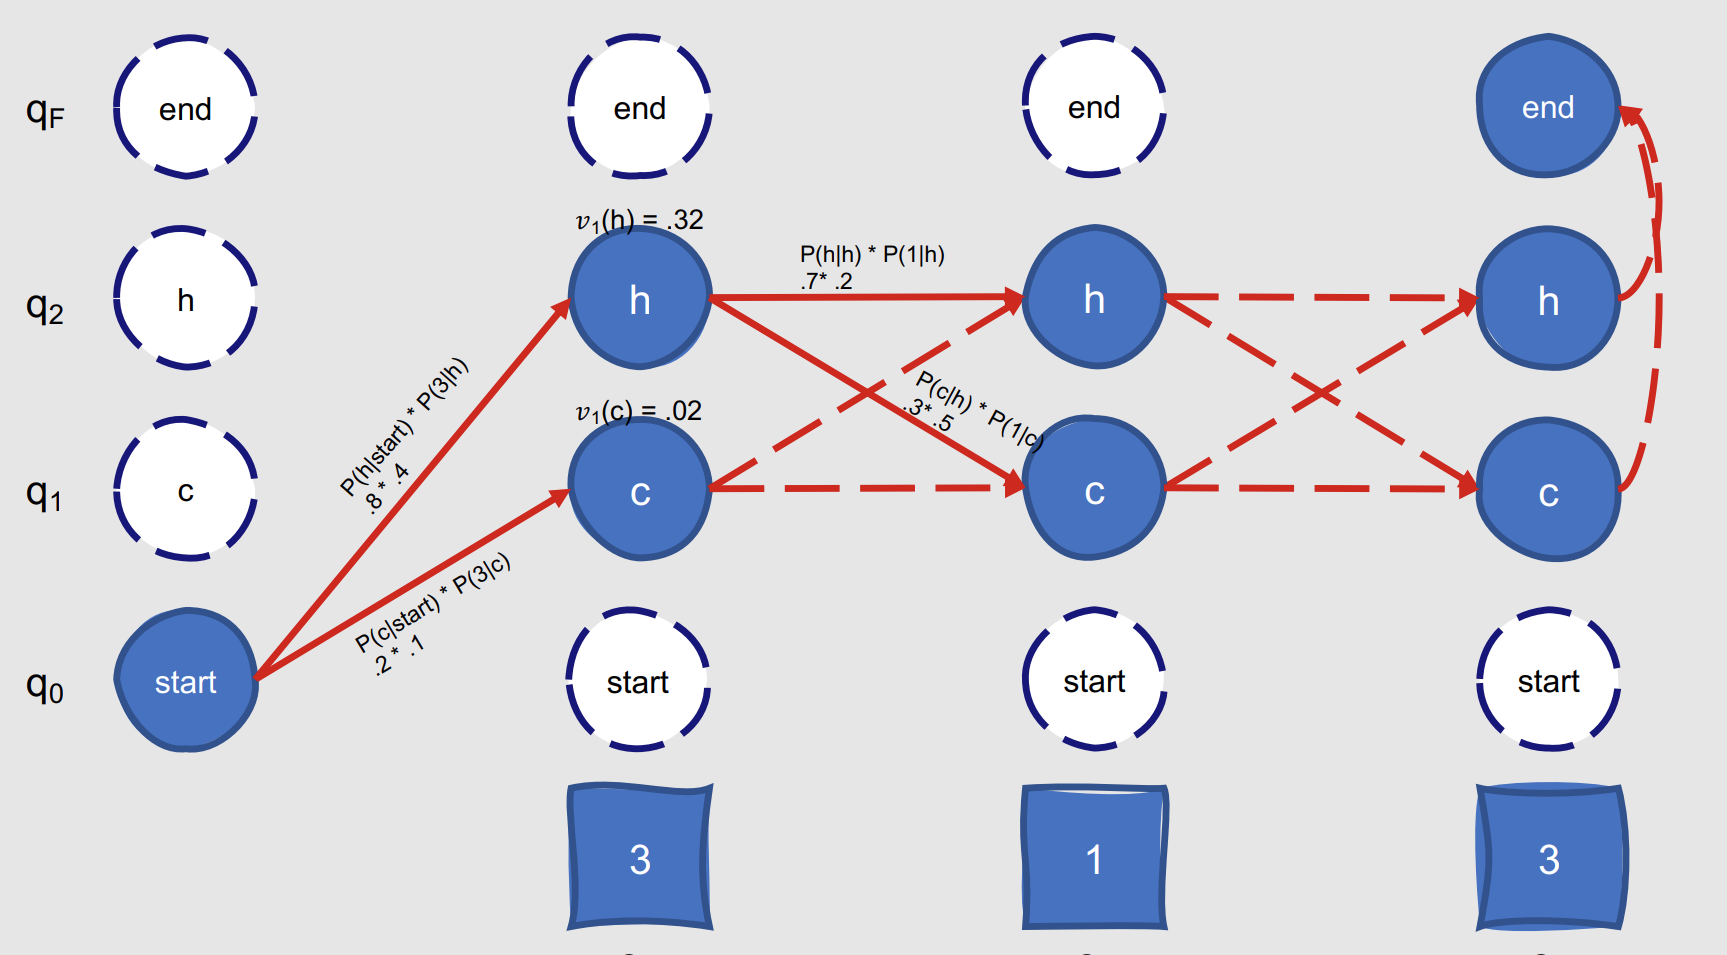 qF end end end end
v1(h) = .32
P(h|h) * P(1|h)
.7* .2
q2 h h h h
P(h|start) * P(3|h)
.8 * .4
P(c|h) * P(1|c)
.3* .5
v1(c) = .02
q1 c c c c
P(c|start) * P(3|c)
.2 * .1
q0 start start start start
3 1 3